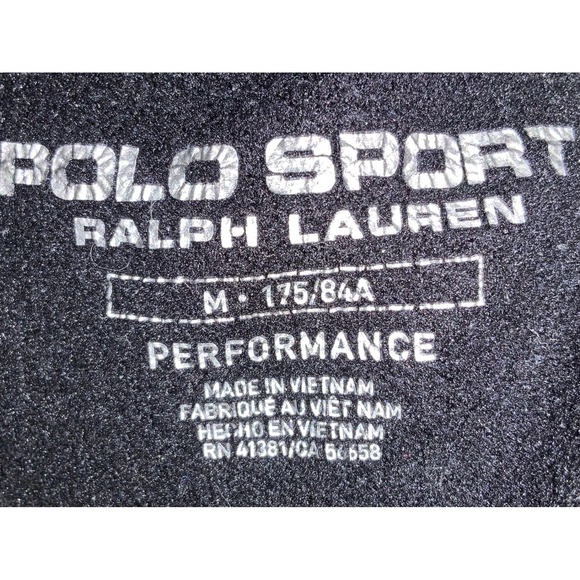 POLO SPORT
RALPH LAUREN
M • 175/84A
PERFORMANCE
MADE IN VIETNAM
FABRIQUÉ AU VIÊT NAM
HECHO EN VIETNAM
RN 41381/CA 56658